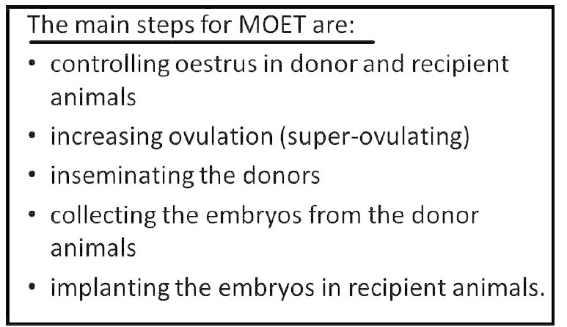 The main steps for MOET are:
• controlling oestrus in donor and recipient
animals
• increasing ovulation (super-ovulating)
• inseminating the donors
• collecting the embryos from the donor
animals
• implanting the embryos in recipient animals.